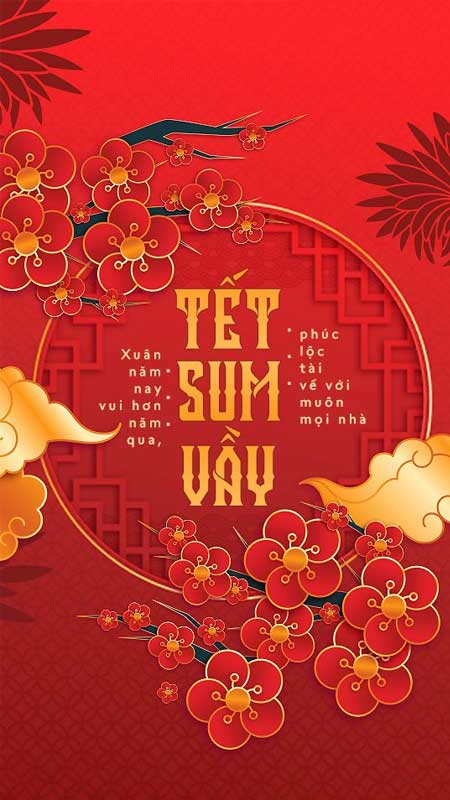 TẾT
SUM
VẦY
Xuân
năm
nay
vui hơn
năm
qua,
phúc
lộc
tài
về với
muôn
mọi nhà